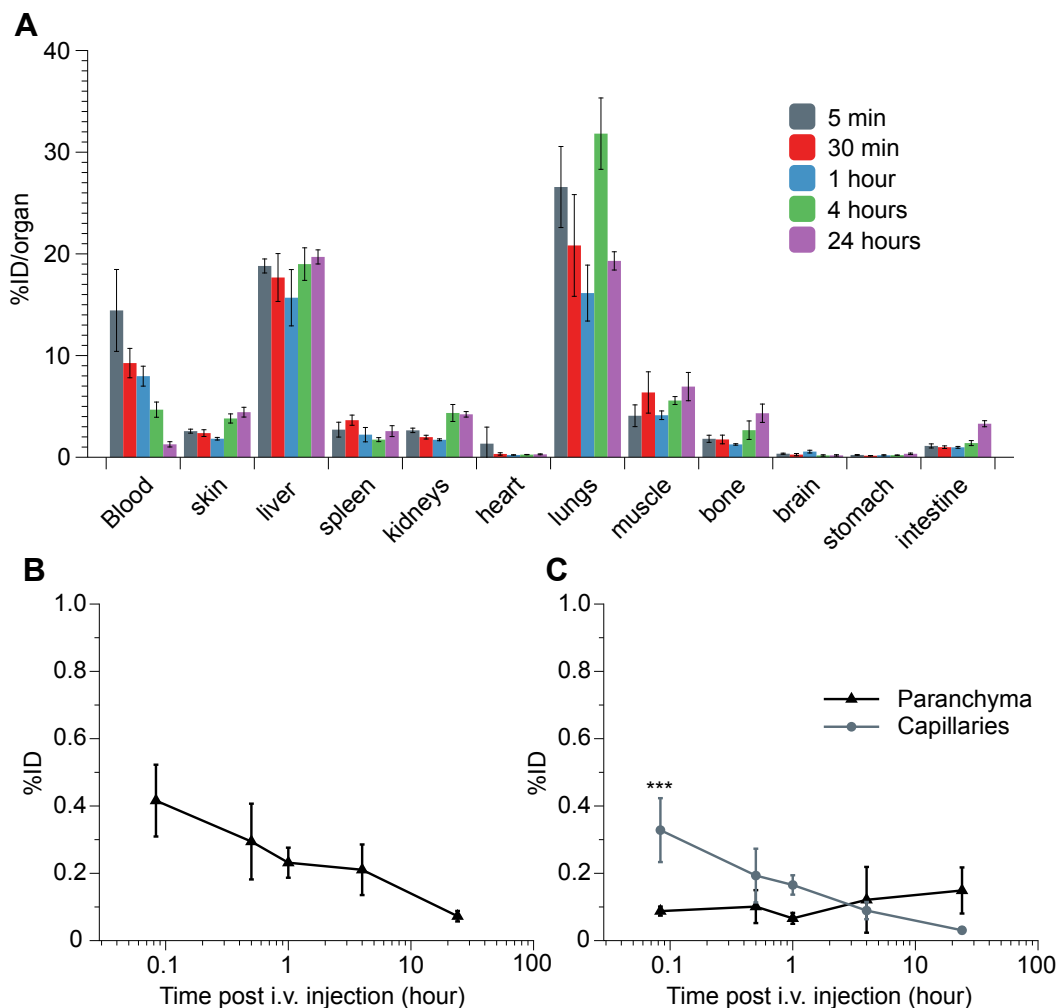 A
40
30
20
10
0
%ID/organ
5 min
30 min
1 hour
4 hours
24 hours
Blood
skin
liver
spleen
kidneys
heart
lungs
muscle
bone
brain
stomach
intestine
B
1.0
0.8
0.6
0.4
0.2
0
%ID
0.1
1
10
100
Time post i.v. injection (hour)
C
1.0
0.8
0.6
0.4
0.2
0
%ID
Paranchyma
Capillaries
***
0.1
1
10
100
Time post i.v. injection (hour)